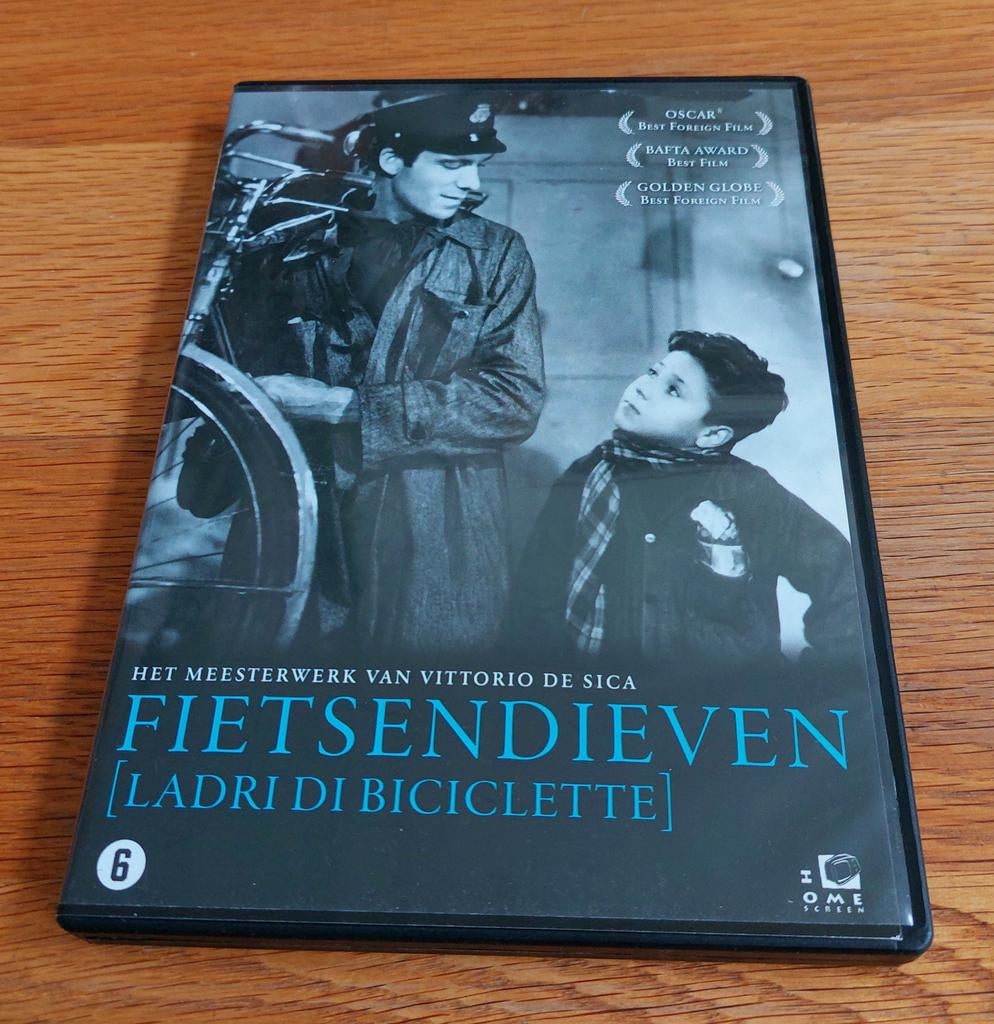 OSCAR®
BEST FOREIGN FILM
BAFTA AWARD
BEST FILM
GOLDEN GLOBE
BEST FOREIGN FILM
HET MEESTERWERK VAN VITTORIO DE SICA
FIETSENDIEVEN
[LADRI DI BICICLETTE]
6
HOME
SCREEN